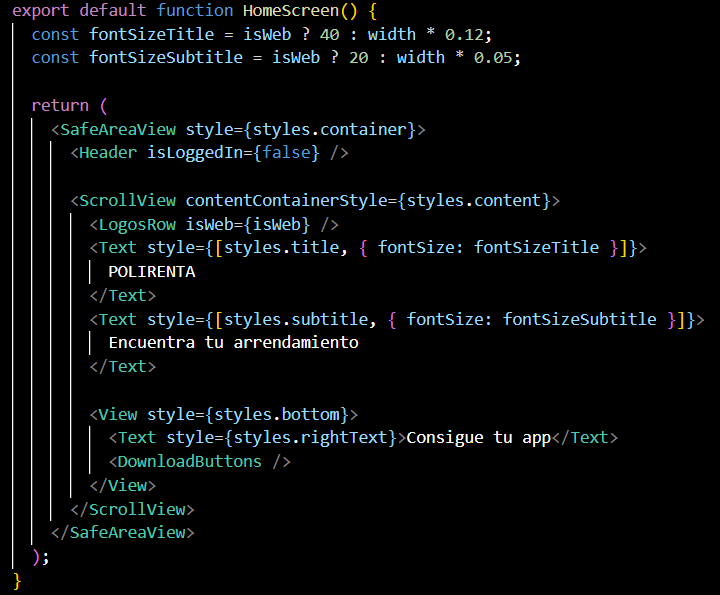 export default function HomeScreen() {
  const fontSizeTitle = isWeb ? 40 : width * 0.12;
  const fontSizeSubtitle = isWeb ? 20 : width * 0.05;

  return (
    <SafeAreaView style={styles.container}>
      <Header isLoggedIn={false} />

      <ScrollView contentContainerStyle={styles.content}>
        <LogosRow isWeb={isWeb} />
        <Text style={[styles.title, { fontSize: fontSizeTitle }]}>
          POLIRENTA
        </Text>
        <Text style={[styles.subtitle, { fontSize: fontSizeSubtitle }]}>
          Encuentra tu arrendamiento
        </Text>

        <View style={styles.bottom}>
          <Text style={styles.rightText}>Consigue tu app</Text>
          <DownloadButtons />
        </View>
      </ScrollView>
    </SafeAreaView>
  );
}